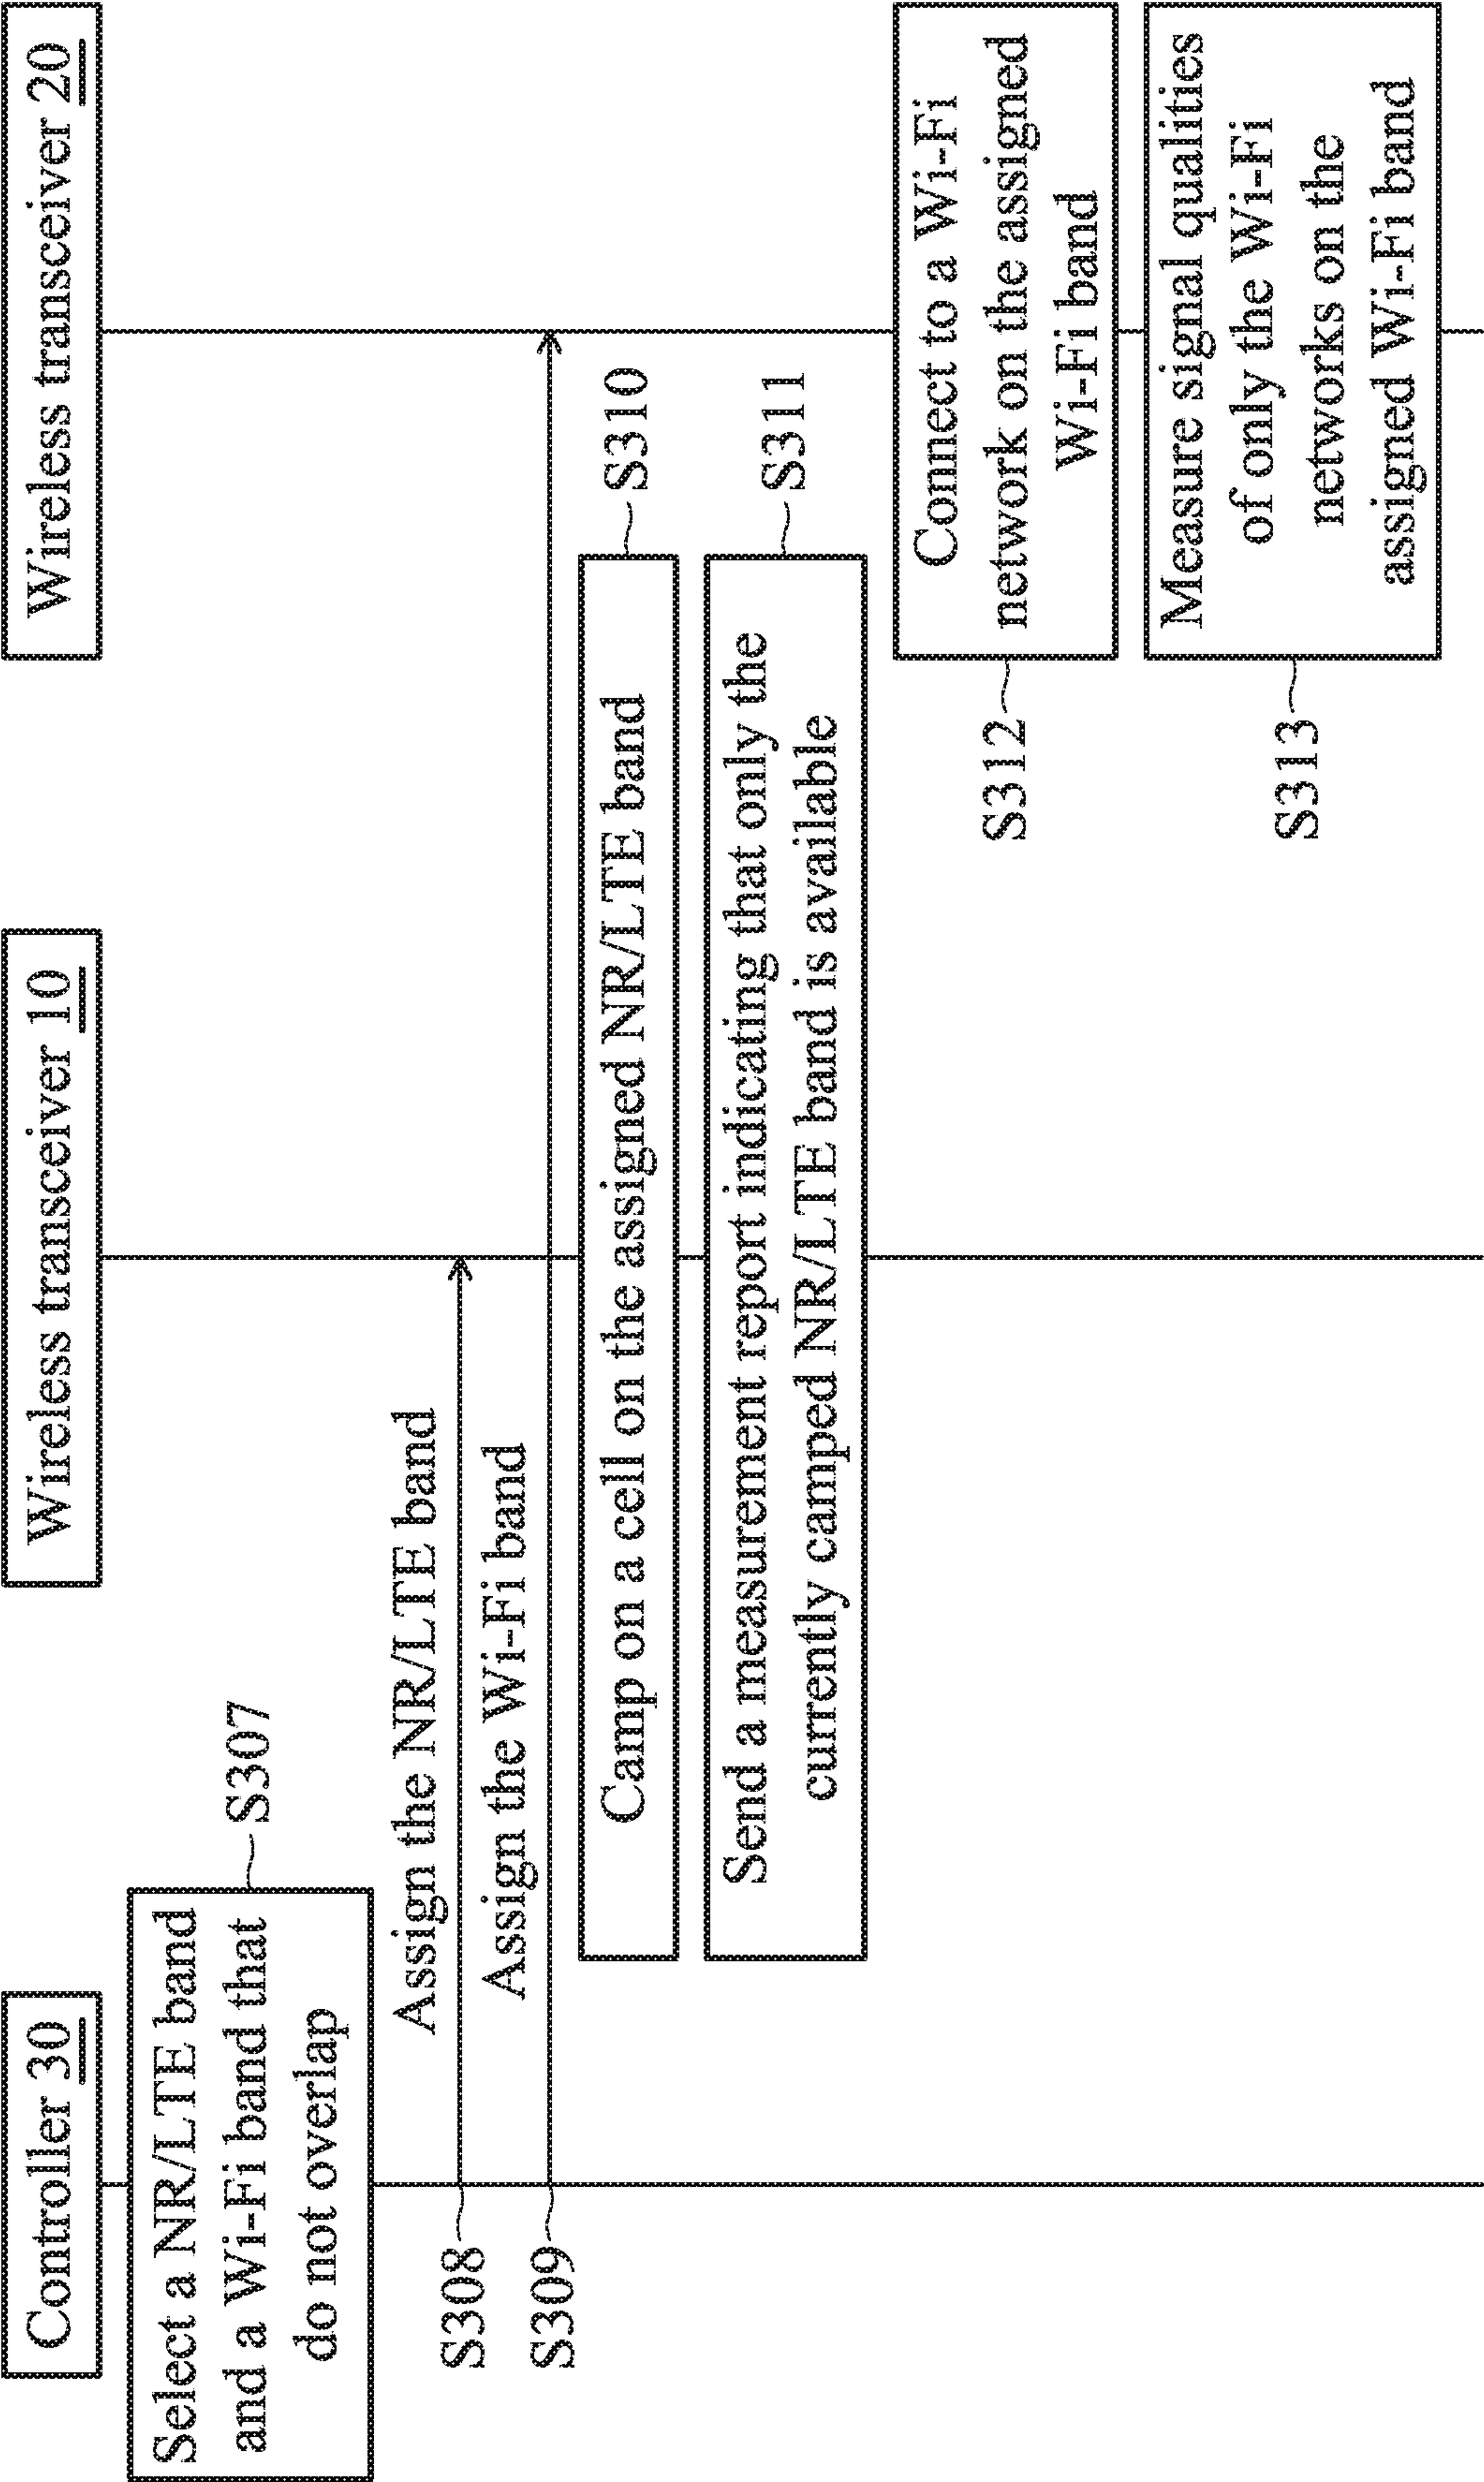 Controller 30
Wireless transceiver 10
Wireless transceiver 20
Select a NR/LTE band
and a Wi-Fi band that
do not overlap
S307
Assign the NR/LTE band
S308
Assign the Wi-Fi band
S309
Camp on a cell on the assigned NR/LTE band
S310
Send a measurement report indicating that only the
currently camped NR/LTE band is available
S311
Connect to a Wi-Fi
network on the assigned
Wi-Fi band
S312
Measure signal qualities
of only the Wi-Fi
networks on the
assigned Wi-Fi band
S313